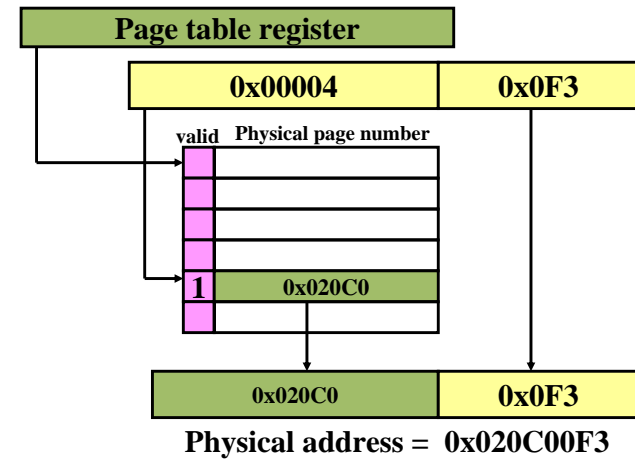 Page table register
0x00004 0x0F3
valid Physical page number
1 0x020C0
0x020C0 0x0F3
Physical address = 0x020C00F3